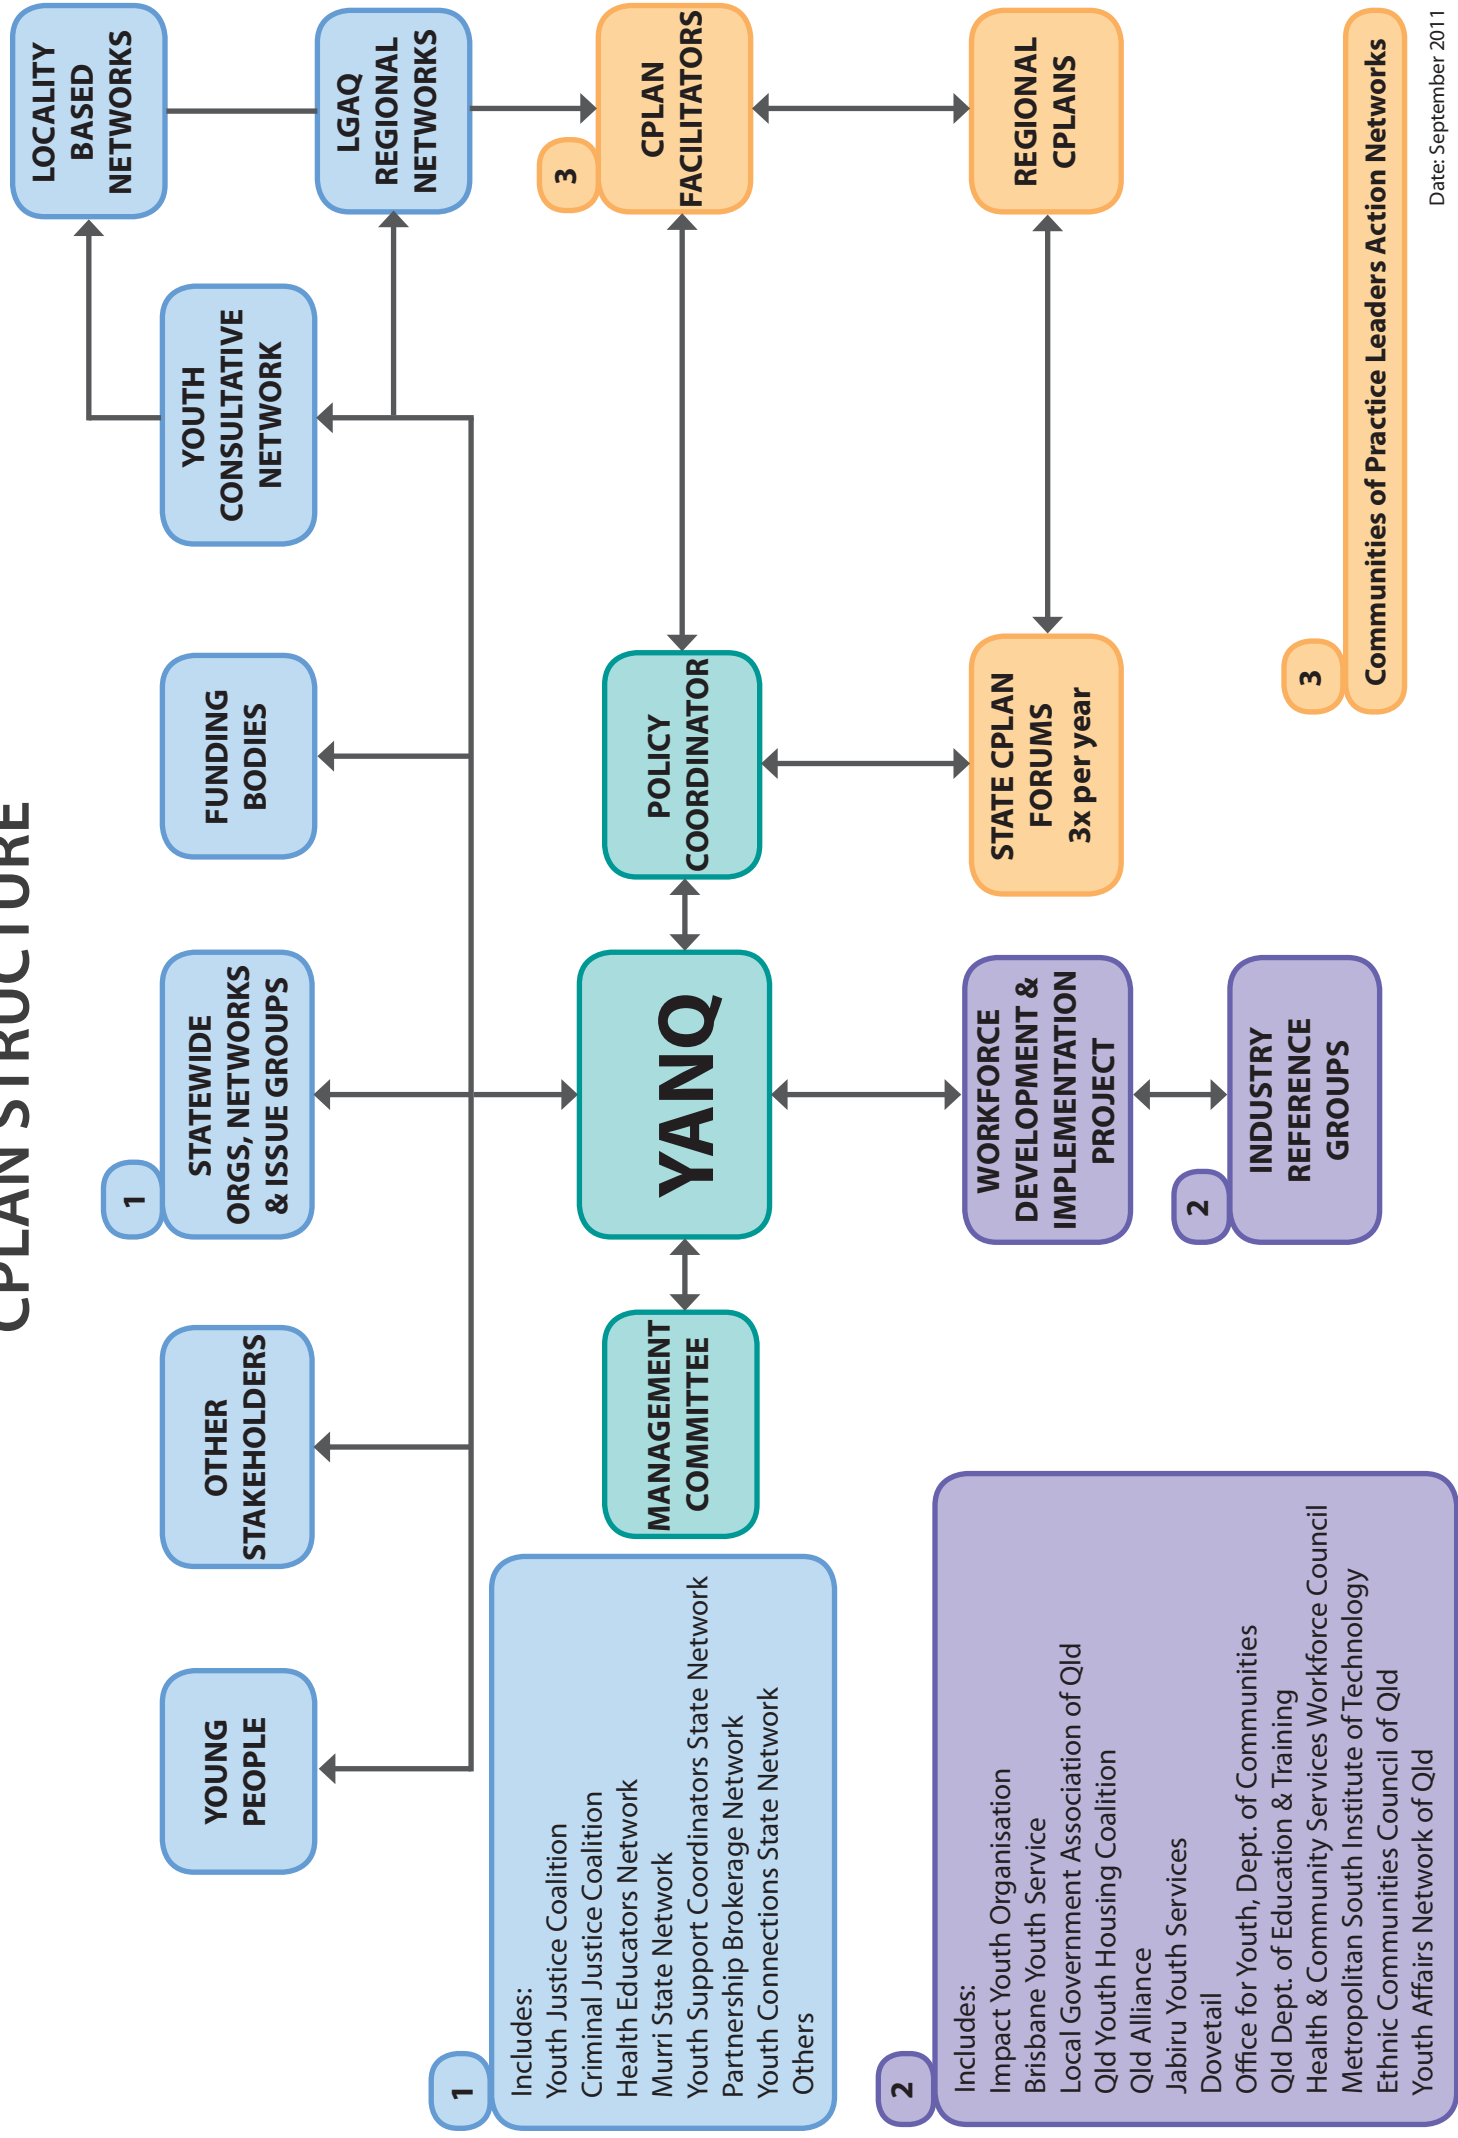 CPLAN STRUCTURE
YOUNG
PEOPLE
OTHER
STAKEHOLDERS
1
STATEWIDE
ORGS, NETWORKS
& ISSUE GROUPS
FUNDING
BODIES
YOUTH
CONSULTATIVE
NETWORK
LOCALITY
BASED
NETWORKS
LGAQ
REGIONAL
NETWORKS
1
Includes:
Youth Justice Coalition
Criminal Justice Coalition
Health Educators Network
Murri State Network
Youth Support Coordinators State Network
Partnership Brokerage Network
Youth Connections State Network
Others
MANAGEMENT
COMMITTEE
YANQ
POLICY
COORDINATOR
3
CPLAN
FACILITATORS
2
Includes:
Impact Youth Organisation
Brisbane Youth Service
Local Government Association of Qld
Qld Youth Housing Coalition
Qld Alliance
Jabiru Youth Services
Dovetail
Office for Youth, Dept. of Communities
Qld Dept. of Education & Training
Health & Community Services Workforce Council
Metropolitan South Institute of Technology
Ethnic Communities Council of Qld
Youth Affairs Network of Qld
WORKFORCE
DEVELOPMENT &
IMPLEMENTATION
PROJECT
2
INDUSTRY
REFERENCE
GROUPS
STATE CPLAN
FORUMS
3x per year
REGIONAL
CPLANS
3
Communities of Practice Leaders Action Networks
Date: September 2011